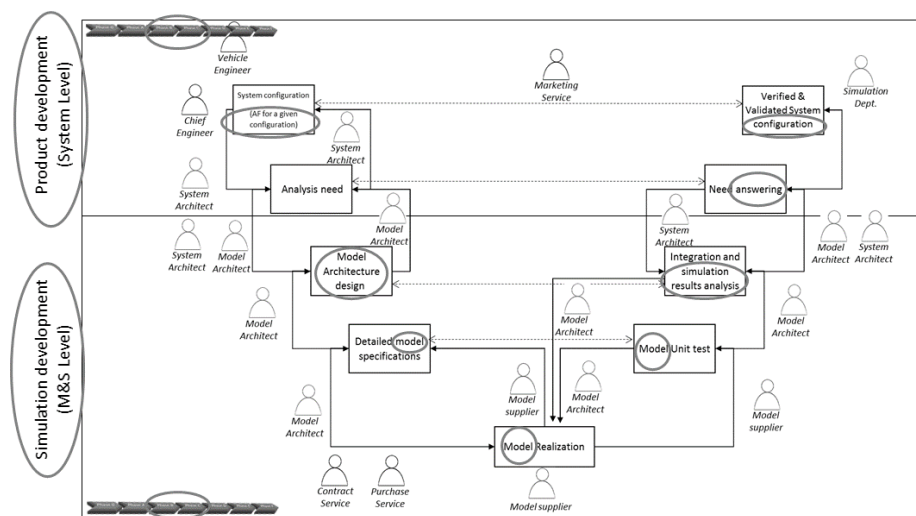 Product development
(System Level)
Simulation development
(M&S Level)
Vehicle
Engineer
Marketing
Service
Simulation
Dept.
Chief
Engineer
System configuration
(AF for a given
configuration)
System
Architect
Verified &
Validated System
configuration
System
Architect
Analysis need
Need answering
System
Architect
Model
Architect
Model
Architect
System
Architect
Model
Architect
System
Architect
Model
Architecture
design
Integration and
simulation
results analysis
Model
Architect
Model
Architect
Model
Architect
Detailed model
specifications
Model Unit test
Model
Architect
Model
supplier
Model
Architect
Model
supplier
Model Realization
Contract
Service
Purchase
Service
Model supplier